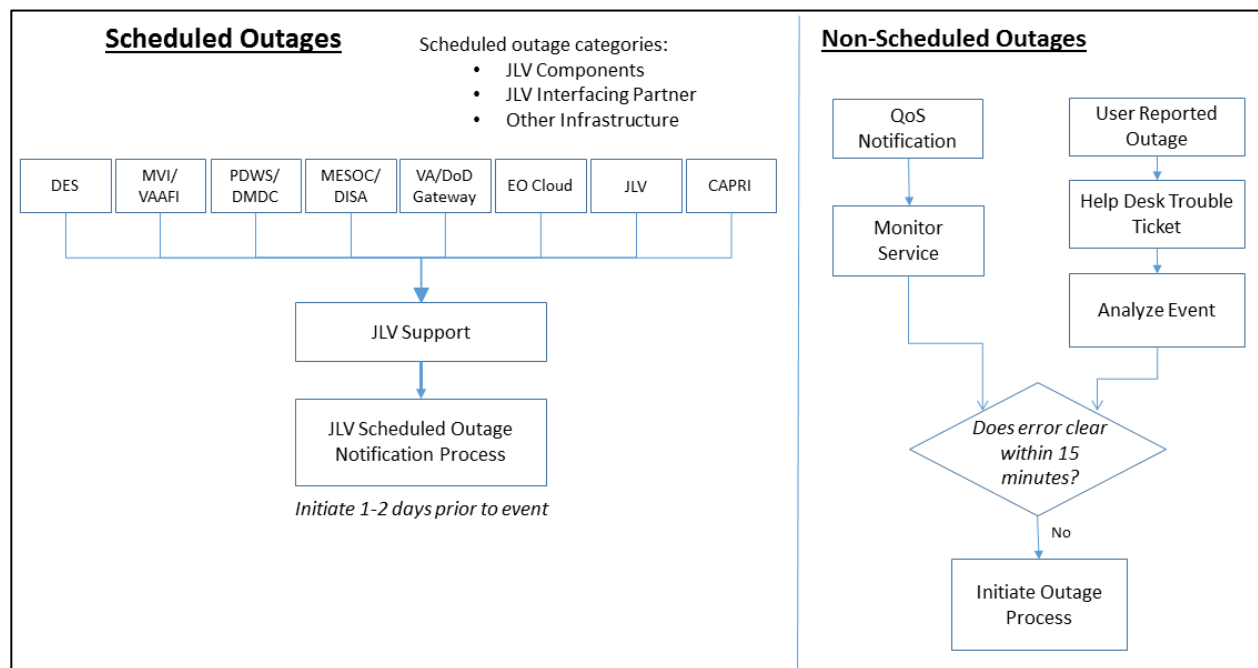 Scheduled Outages
Scheduled outage categories:
• JLV Components
• JLV Interfacing Partner
• Other Infrastructure
DES
MVI/
VAAFI
PDWS/
DMDC
MESOC/
DISA
VA/DoD
Gateway
EO Cloud
JLV
CAPRI
JLV Support
JLV Scheduled Outage
Notification Process
Initiate 1-2 days prior to event
Non-Scheduled Outages
QoS
Notification
Monitor
Service
User Reported
Outage
Help Desk Trouble
Ticket
Analyze Event
Does error clear
within 15
minutes?
No
Initiate Outage
Process